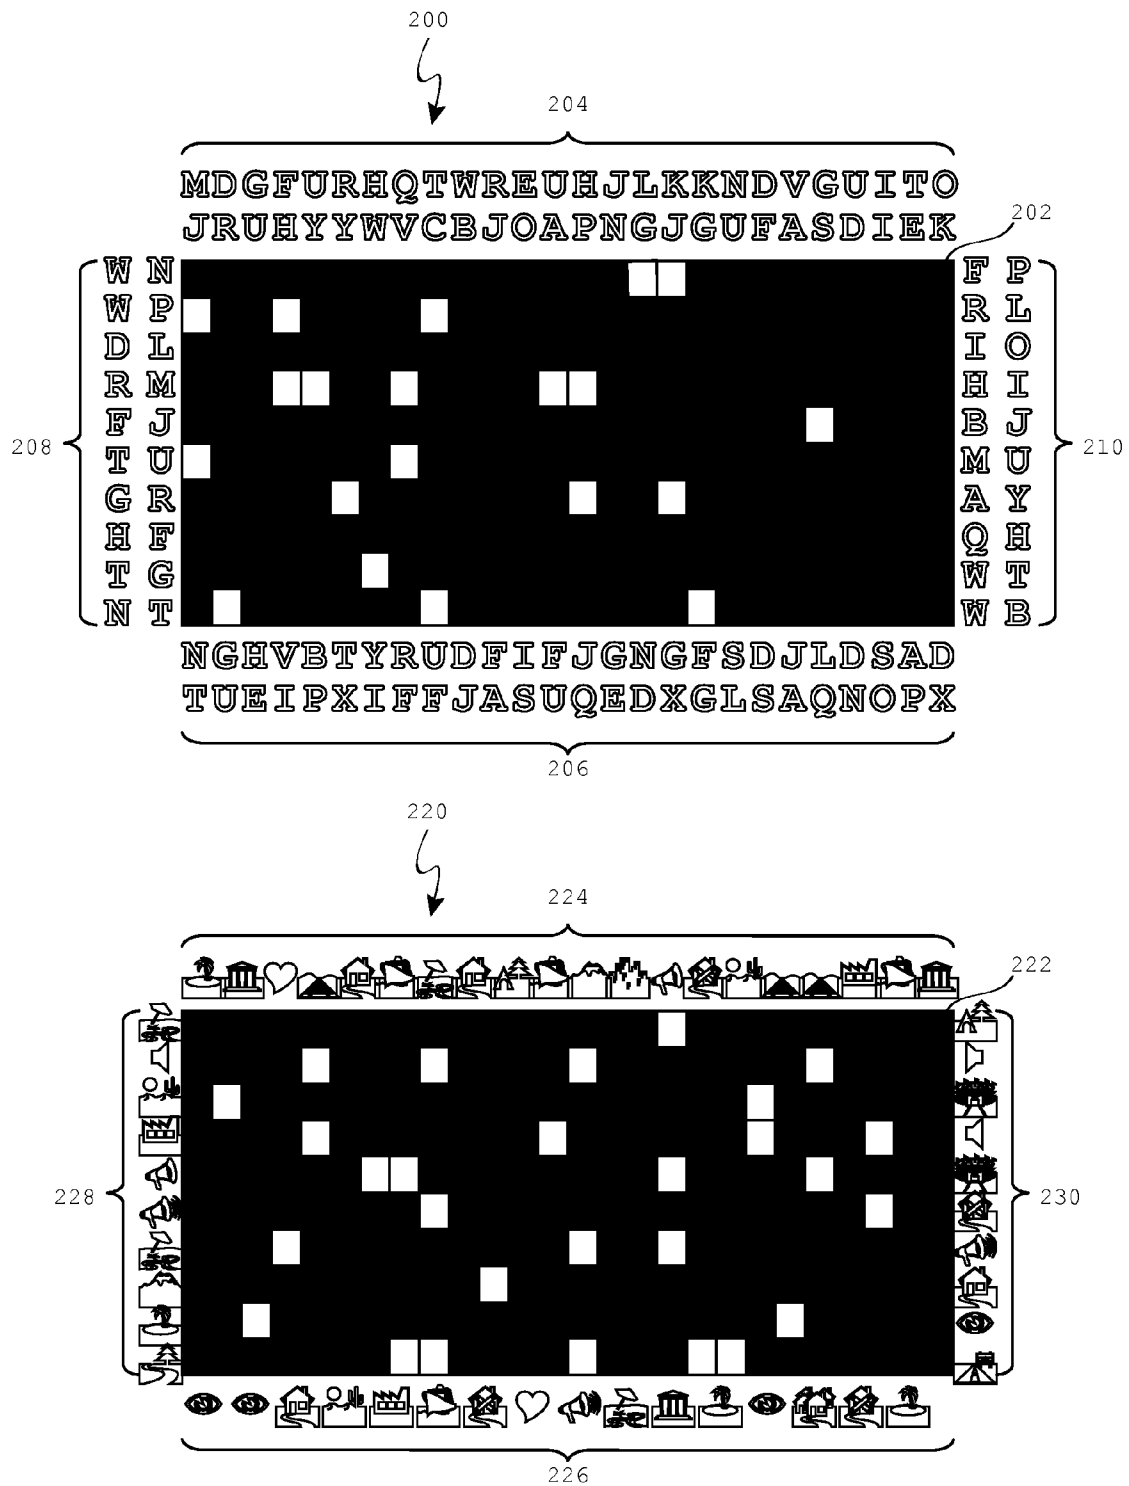 200
204
MDGFURHQTWREUHJLKKNDVGUITO
JRUHYYWVCBJOAPNGJGUFASDIEK
202
W N F P
W P R L
D L I O
R M H I
F J B J
208
210
T U M U
G R A Y
H F Q H
T G W T
N T W B
NGHVBTYRUDFIFJGNGFSDJLDSAD
TUEIPXIFFJASUQEDXGLSAQNOPX
206
220
224
222
228
230
226